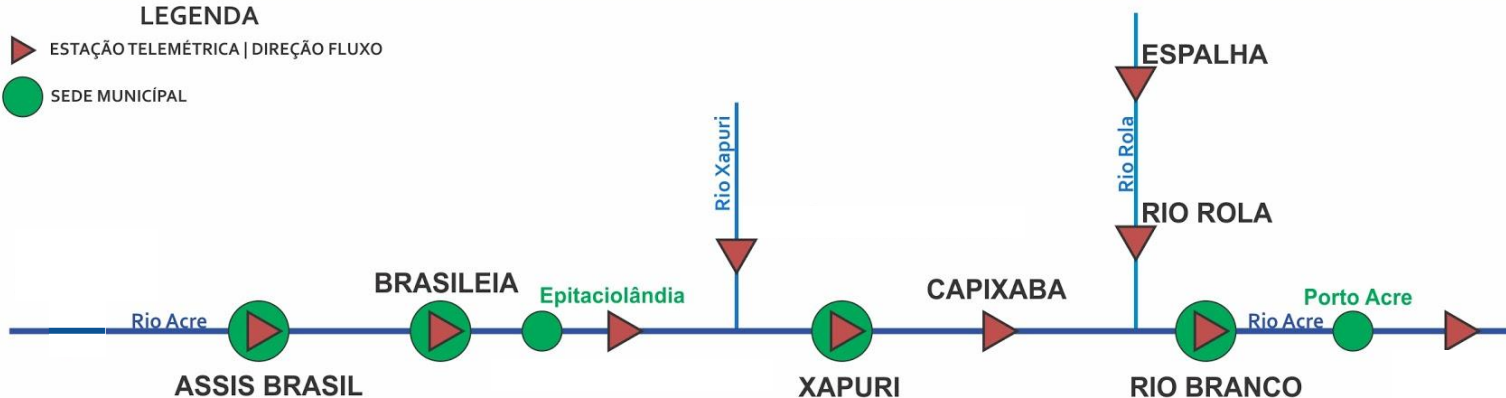 LEGENDA
ESTAÇÃO TELEMÉTRICA | DIREÇÃO FLUXO
SEDE MUNICÍPAL
ESPALHA
Rio Xapuri
Rio Rola
RIO ROLA
BRASILEIA
Epitaciolândia
CAPIXABA
Porto Acre
Rio Acre
Rio Acre
ASSIS BRASIL
XAPURI
RIO BRANCO